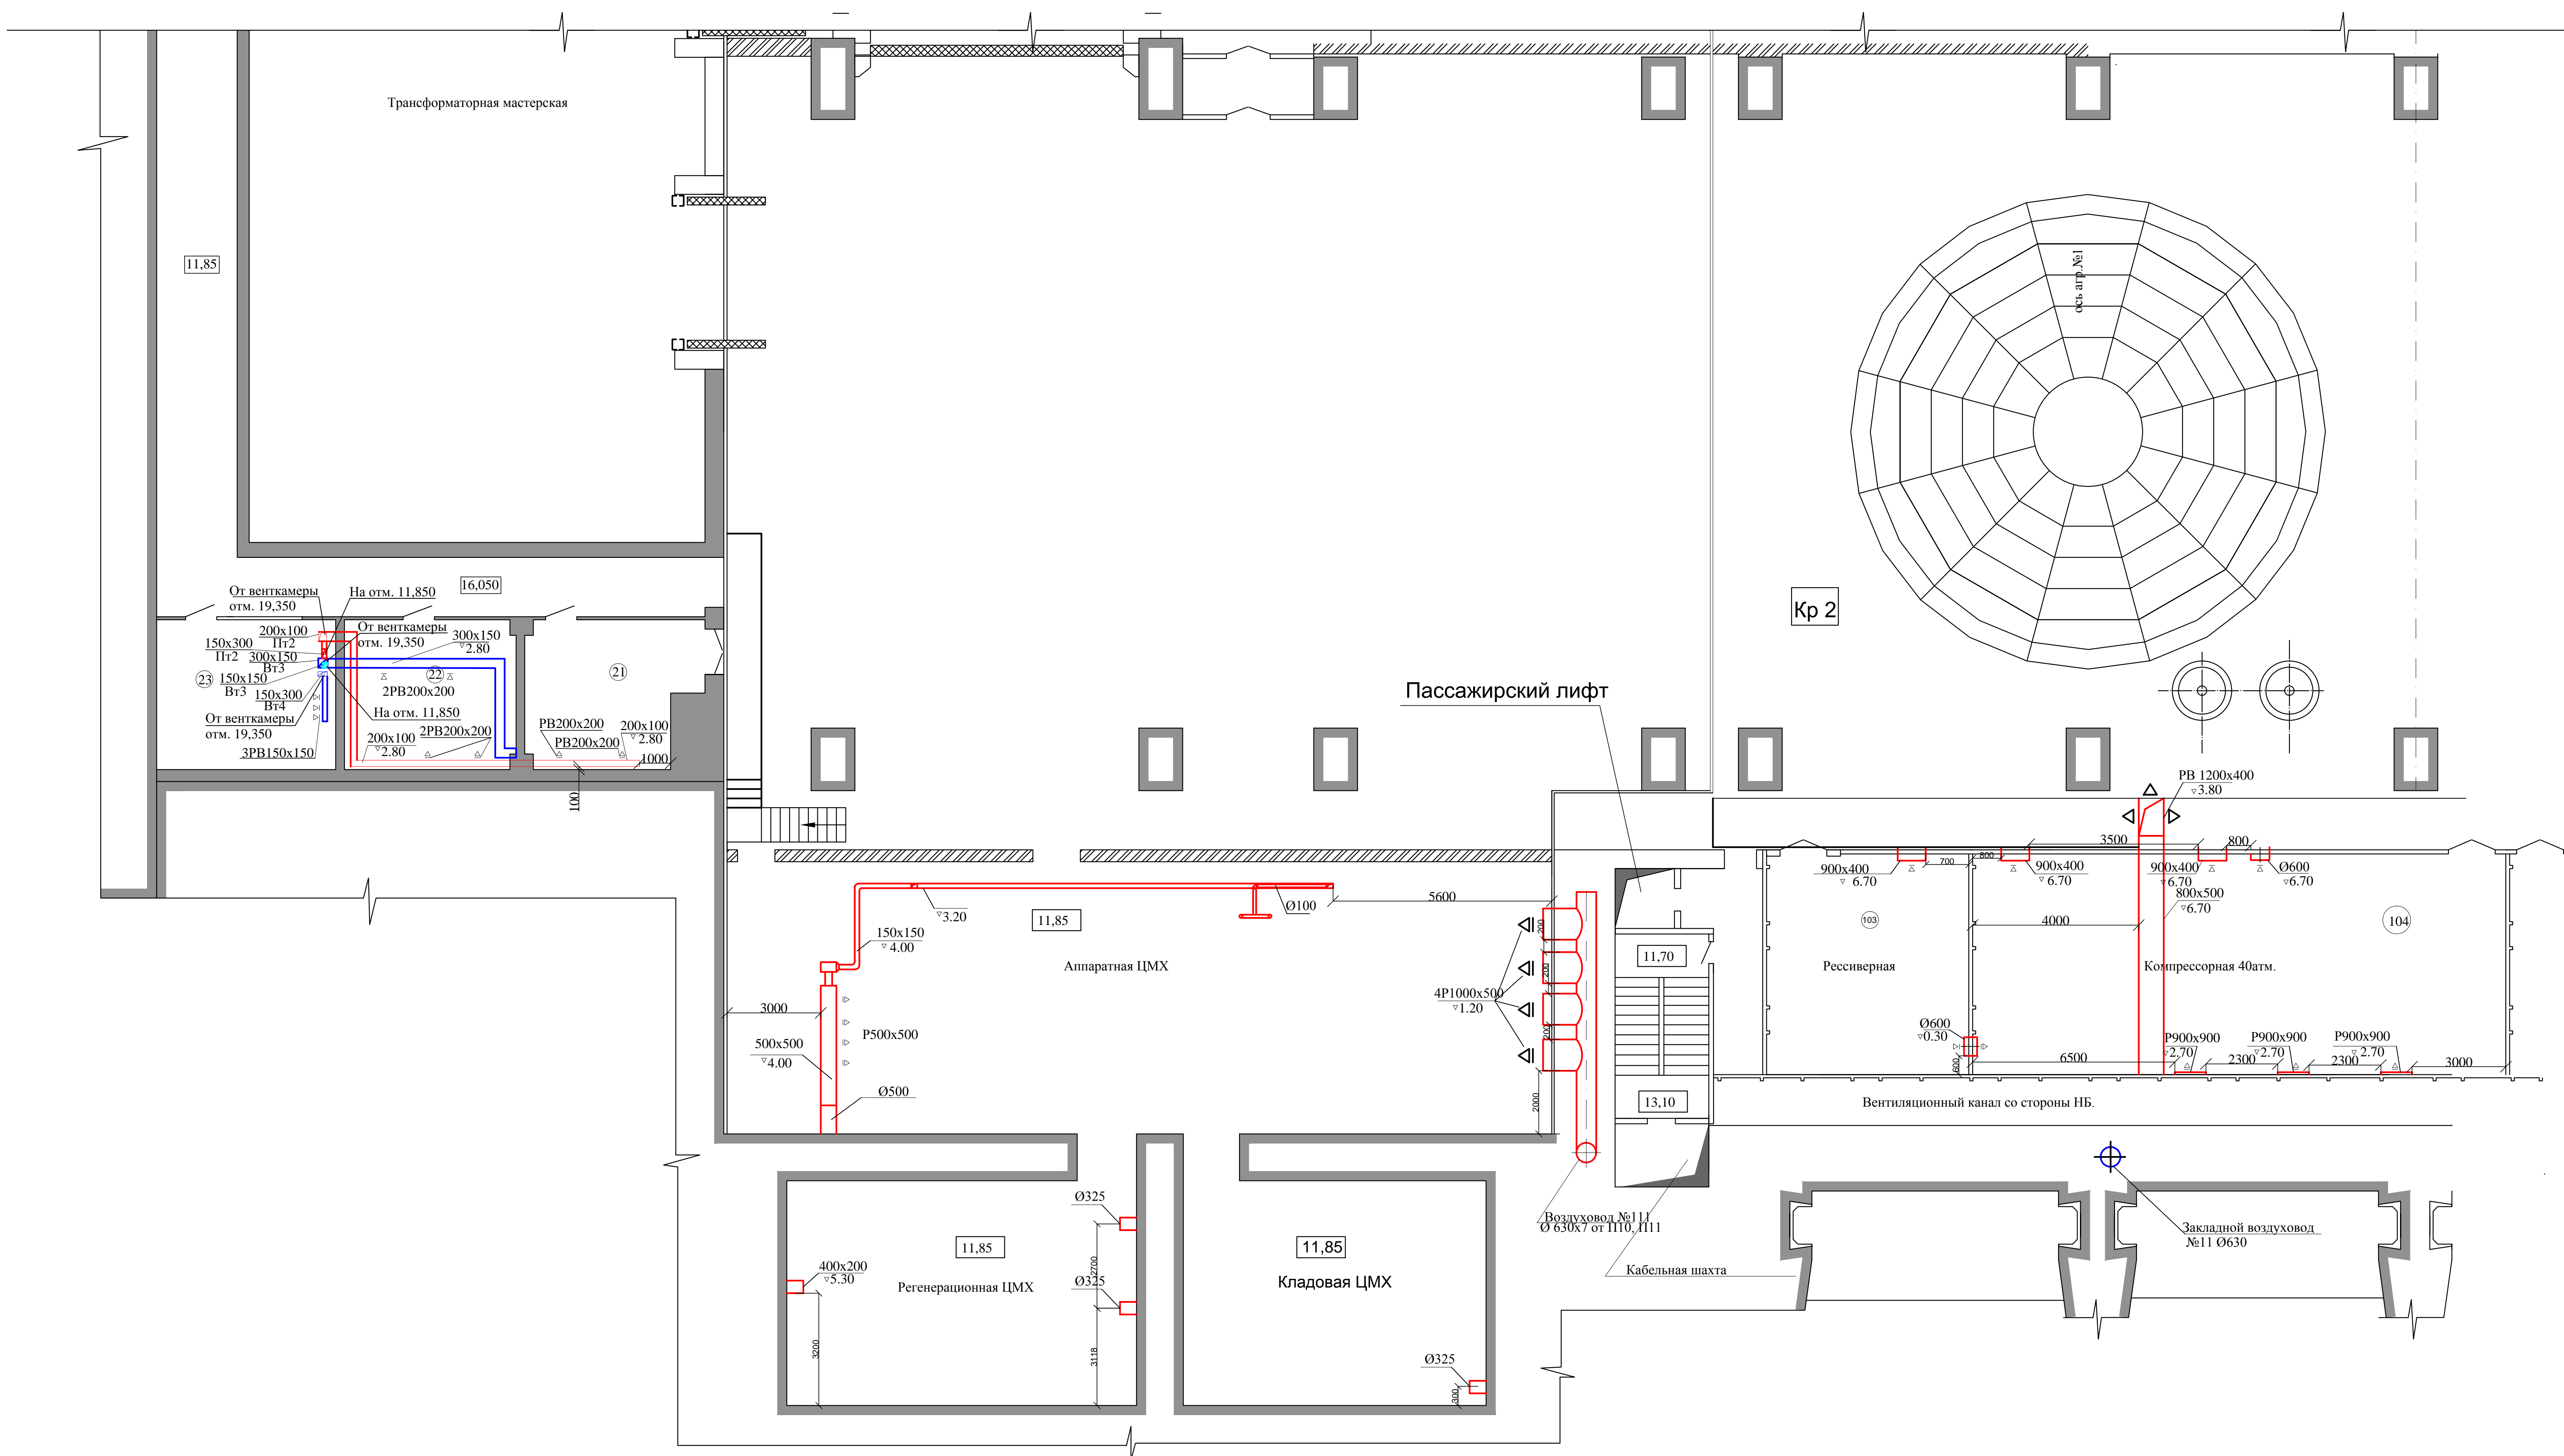 Трансформаторная мастерская
11,85
ось агр.№1
Кр 2
16,050
От венткамеры
отм. 19,350
На отм. 11,850
От венткамеры
отм. 19,350
200х100
Пт2
150х300
Пт2
300х150
Вт3
150х150
Вт3
150х300
Вт4
От венткамеры
отм. 19,350
3РВ150х150
23
300х150
2.80
22
2РВ200х200
На отм. 11,850
200х100
2.80
2РВ200х200
21
РВ200х200
РВ200х200
200х100
2.80
1000
100
Пассажирский лифт
РВ 1200х400
3.80
3500
800
700
800
900х400
6.70
900х400
6.70
900х400
6.70
Ø600
6.70
800х500
6.70
4000
103
104
Рессиверная
Компрессорная 40атм.
Ø600
0.30
600
6500
Р900х900
2.70
Р900х900
2.70
Р900х900
2.70
2300
2300
3000
Вентиляционный канал со стороны НБ.
3.20
11,85
Ø100
5600
150х150
4.00
Аппаратная ЦМХ
3000
Р500х500
500х500
4.00
Ø500
4Р1000х500
1.20
200
200
200
2000
11,70
13,10
Воздуховод №111
Ø 630х7 от П10, П11
Кабельная шахта
Закладной воздуховод
№11 Ø630
Ø325
2700
Ø325
3118
11,85
Регенерационная ЦМХ
400х200
5.30
3200
11,85
Кладовая ЦМХ
Ø325
300